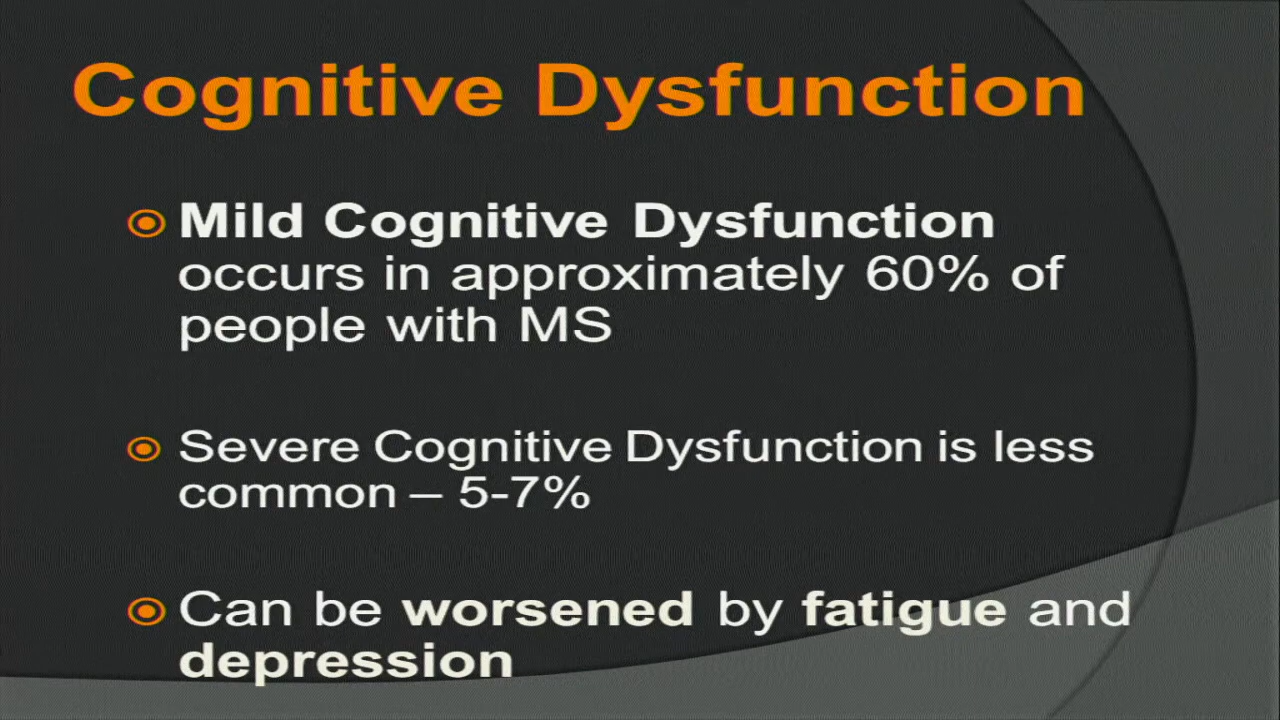 Cognitive Dysfunction
Mild Cognitive Dysfunction
occurs in approximately 60% of
people with MS
Severe Cognitive Dysfunction is less
common – 5-7%
Can be worsened by fatigue and
depression